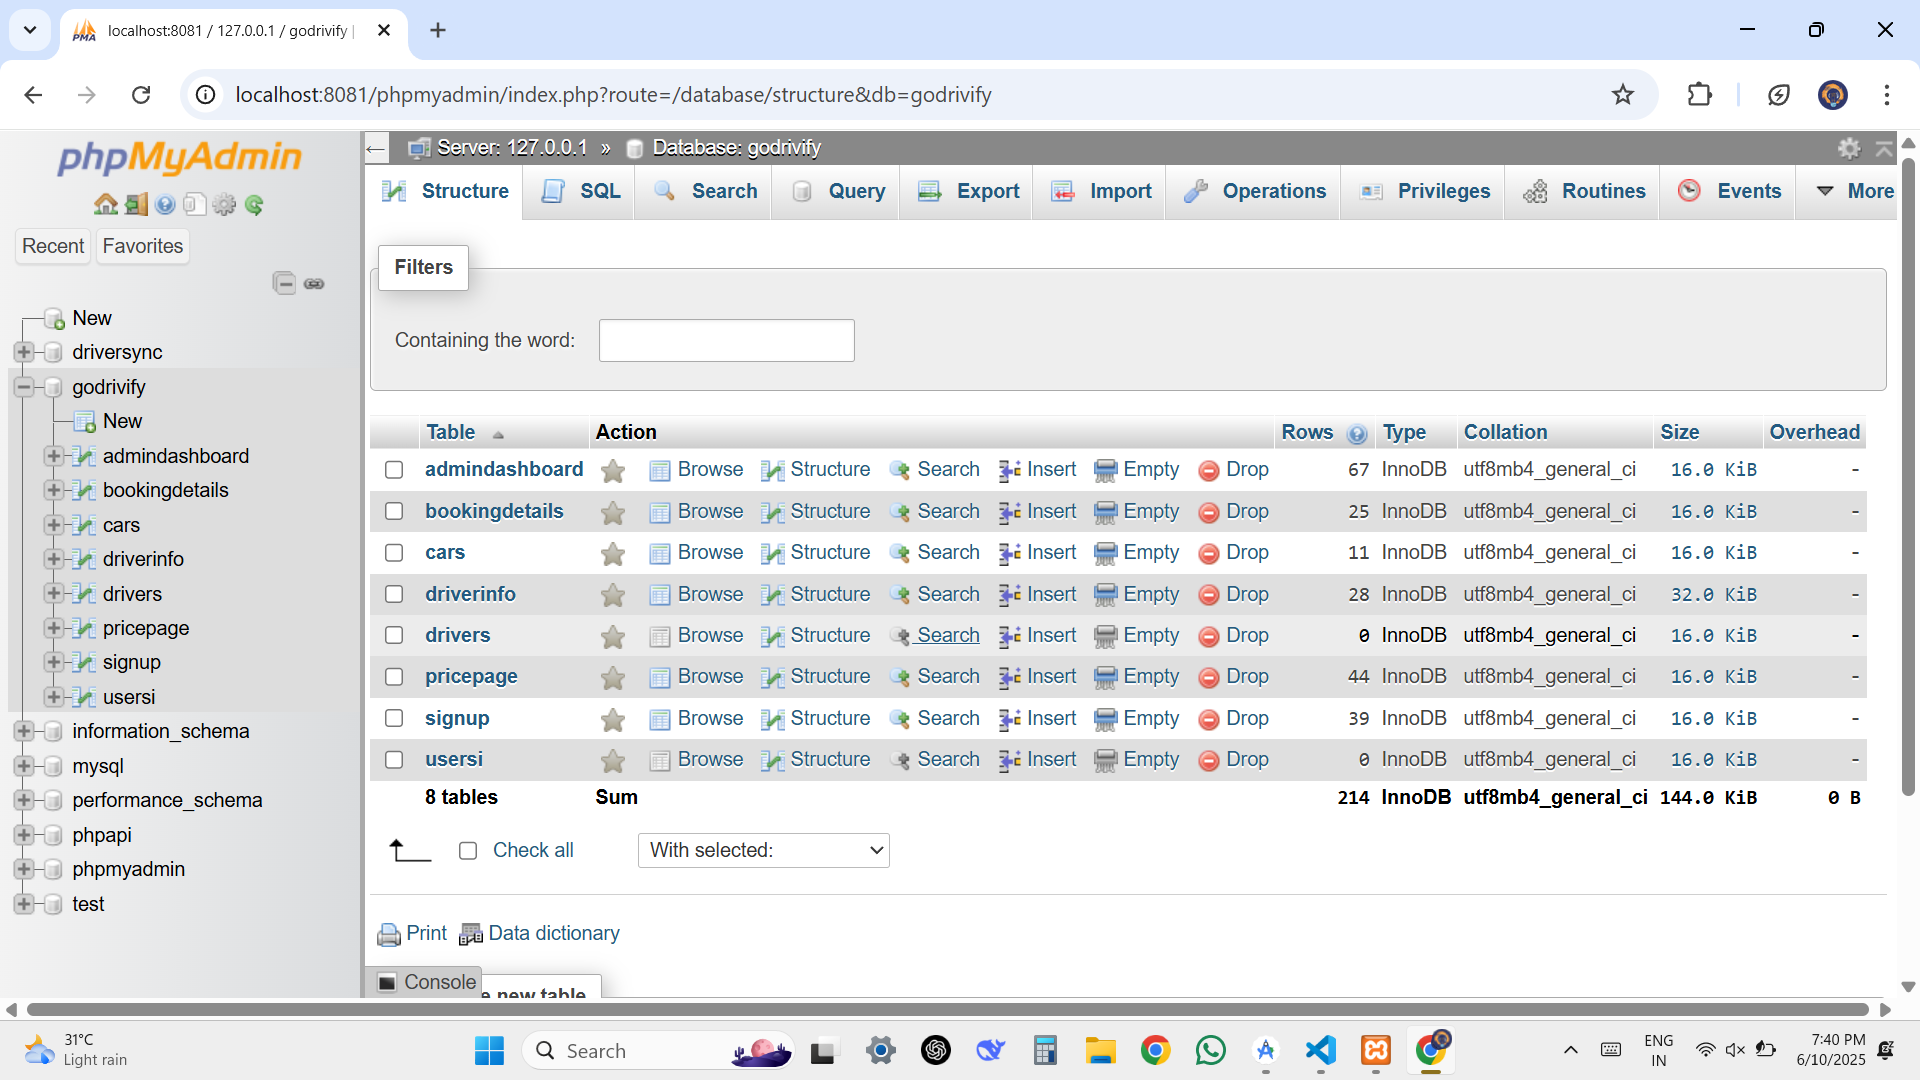 localhost:8081 / 127.0.0.1 / godrivify |
localhost:8081/phpmyadmin/index.php?route=/database/structure&db=godrivify
phpMyAdmin
Recent Favorites
New
driversync
godrivify
New
admindashboard
bookingdetails
cars
driverinfo
drivers
pricepage
signup
usersi
information_schema
mysql
performance_schema
phpapi
phpmyadmin
test
Server: 127.0.0.1 » Database: godrivify
Structure SQL Search Query Export Import Operations Privileges Routines Events More
Filters
Containing the word:
Table Action Rows Type Collation Size Overhead
admindashboard Browse Structure Search Insert Empty Drop 67 InnoDB utf8mb4_general_ci 16.0 KiB -
bookingdetails Browse Structure Search Insert Empty Drop 25 InnoDB utf8mb4_general_ci 16.0 KiB -
cars Browse Structure Search Insert Empty Drop 11 InnoDB utf8mb4_general_ci 16.0 KiB -
driverinfo Browse Structure Search Insert Empty Drop 28 InnoDB utf8mb4_general_ci 32.0 KiB -
drivers Browse Structure Search Insert Empty Drop 0 InnoDB utf8mb4_general_ci 16.0 KiB -
pricepage Browse Structure Search Insert Empty Drop 44 InnoDB utf8mb4_general_ci 16.0 KiB -
signup Browse Structure Search Insert Empty Drop 39 InnoDB utf8mb4_general_ci 16.0 KiB -
usersi Browse Structure Search Insert Empty Drop 0 InnoDB utf8mb4_general_ci 16.0 KiB -
8 tables Sum 214 InnoDB utf8mb4_general_ci 144.0 KiB 0 B
Check all With selected:
Print Data dictionary
Console
e new table
31°C
Light rain
Search
ENG
IN
7:40 PM
6/10/2025